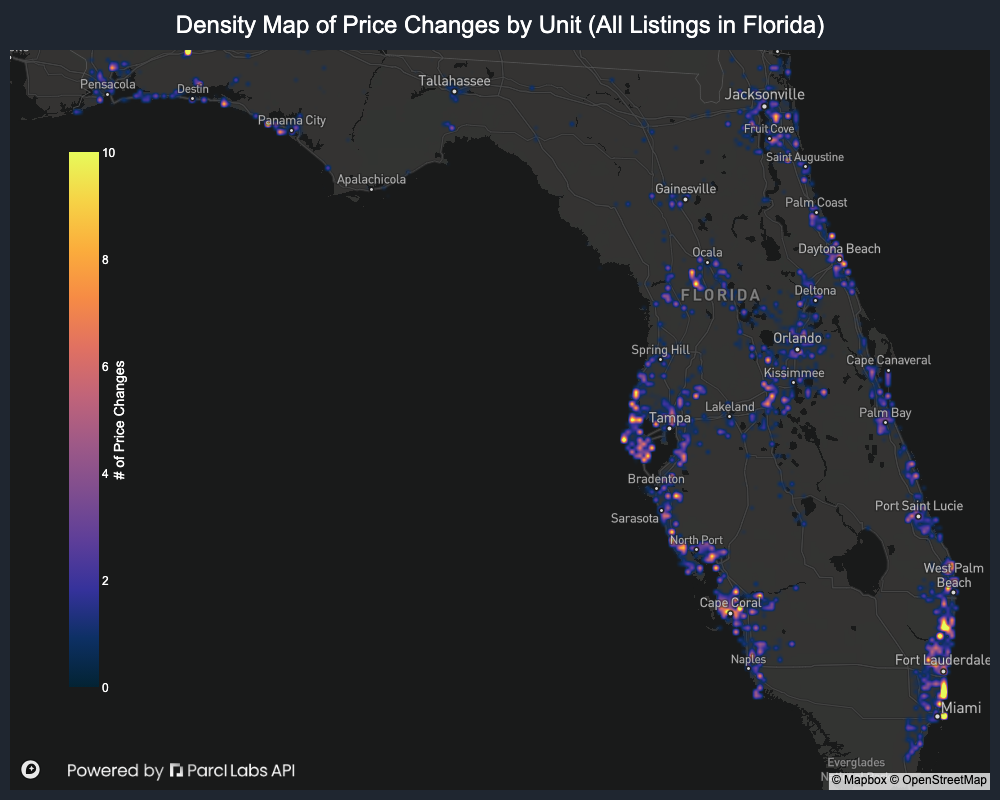 Density Map of Price Changes by Unit (All Listings in Florida)
Pensacola
Destin
Tallahassee
Jacksonville
Panama City
Fruit Cove
Saint Augustine
10
Apalachicola
Gainesville
Palm Coast
Ocala
Daytona Beach
8
FLORIDA
Deltona
Orlando
Spring Hill
Cape Canaveral
6
Kissimmee
# of Price Changes
Lakeland
Tampa
Palm Bay
4
Bradenton
Port Saint Lucie
Sarasota
North Port
West Palm
Beach
2
Cape Coral
Naples
Fort Lauderdale
0
Miami
Everglades
Powered by Parcl Labs API
© Mapbox © OpenStreetMap